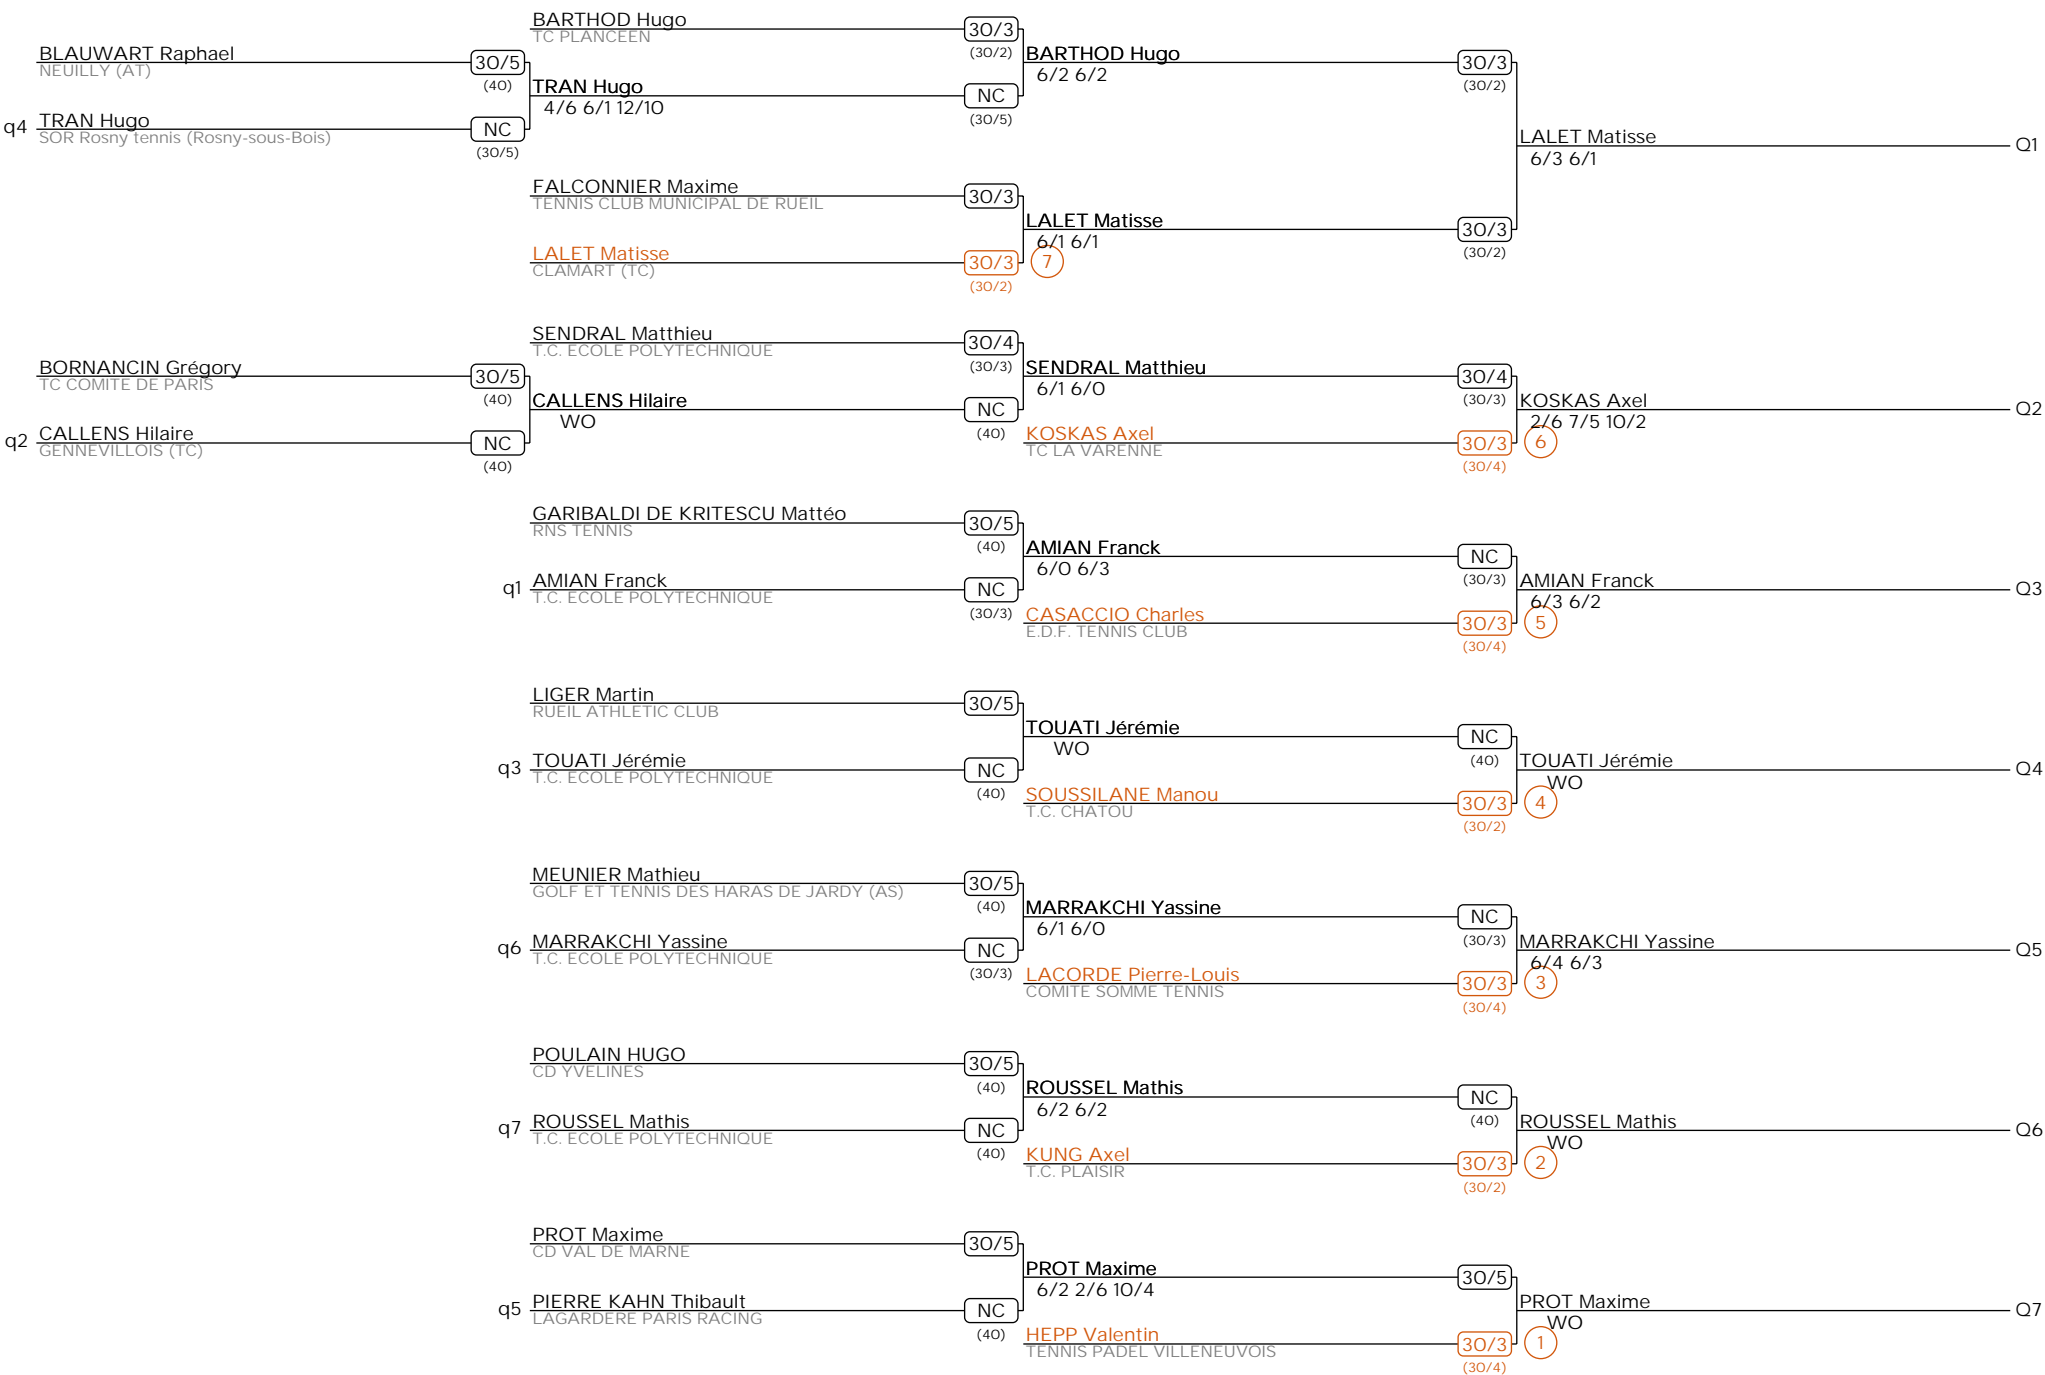 BARTHOD Hugo
TC PLANCEEN
30/3
(30/2)
BLAUWART Raphael
NEUILLY (AT)
30/5
(40)
BARTHOD Hugo
6/2 6/2
30/3
(30/2)
TRAN Hugo
4/6 6/1 12/10
NC
(30/5)
q4 TRAN Hugo
SOR Rosny tennis (Rosny-sous-Bois)
NC
(30/5)
LALET Matisse
6/3 6/1
Q1
FALCONNIER Maxime
TENNIS CLUB MUNICIPAL DE RUEIL
30/3
LALET Matisse
6/1 6/1
30/3
(30/2)
LALET Matisse
CLAMART (TC)
30/3
(30/2)
7
SENDRAL Matthieu
T.C. ECOLE POLYTECHNIQUE
30/4
(30/3)
BORNANCIN Grégory
TC COMITE DE PARIS
30/5
(40)
SENDRAL Matthieu
6/1 6/0
30/4
(30/3)
CALLENS Hilaire
WO
NC
(40)
KOSKAS Axel
2/6 7/5 10/2
Q2
q2 CALLENS Hilaire
GENNEVILLOIS (TC)
NC
(40)
KOSKAS Axel
TC LA VARENNE
30/3
(30/4)
6
GARIBALDI DE KRITESCU Mattéo
RNS TENNIS
30/5
(40)
AMIAN Franck
6/0 6/3
NC
(30/3)
q1 AMIAN Franck
T.C. ECOLE POLYTECHNIQUE
NC
(30/3)
AMIAN Franck
6/3 6/2
Q3
CASACCIO Charles
E.D.F. TENNIS CLUB
30/3
(30/4)
5
LIGER Martin
RUEIL ATHLETIC CLUB
30/5
TOUATI Jérémie
WO
NC
(40)
q3 TOUATI Jérémie
T.C. ECOLE POLYTECHNIQUE
NC
(40)
TOUATI Jérémie
WO
Q4
SOUSSILANE Manou
T.C. CHATOU
30/3
(30/2)
4
MEUNIER Mathieu
GOLF ET TENNIS DES HARAS DE JARDY (AS)
30/5
(40)
MARRAKCHI Yassine
6/1 6/0
NC
(30/3)
q6 MARRAKCHI Yassine
T.C. ECOLE POLYTECHNIQUE
NC
(30/3)
MARRAKCHI Yassine
6/4 6/3
Q5
LACORDE Pierre-Louis
COMITE SOMME TENNIS
30/3
(30/4)
3
POULAIN HUGO
CD YVELINES
30/5
(40)
ROUSSEL Mathis
6/2 6/2
NC
(40)
q7 ROUSSEL Mathis
T.C. ECOLE POLYTECHNIQUE
NC
(40)
ROUSSEL Mathis
WO
Q6
KUNG Axel
T.C. PLAISIR
30/3
(30/2)
2
PROT Maxime
CD VAL DE MARNE
30/5
PROT Maxime
6/2 2/6 10/4
30/5
q5 PIERRE KAHN Thibault
LAGARDERE PARIS RACING
NC
(40)
PROT Maxime
WO
Q7
HEPP Valentin
TENNIS PADEL VILLENEUVOIS
30/3
(30/4)
1